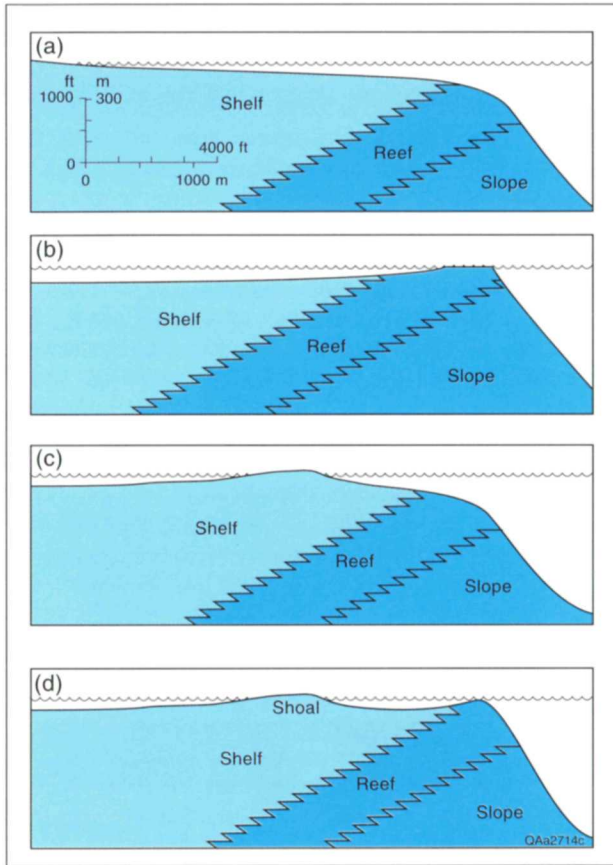 (a)
ft m
1000 300
Shelf
4000 ft
Reef
0
0 1000 m
Slope
(b)
Shelf
Reef
Slope
(c)
Shelf
Reef
Slope
(d)
Shoal
Shelf
Reef
Slope
QAa2714c